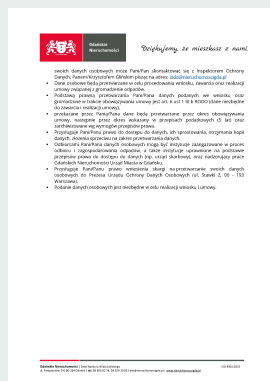 Gdańskie
Nieruchomości
Dziękujemy, że mieszkasz z nami.
swoich danych osobowych może Pani/Pan skontaktować się z Inspektorem Ochrony
Danych, Panem Krzysztofem Gilnalem pisząc na adres: iodo@nieruchomoscigda.pl
• Dane osobowe będą przetwarzane w celu procedowania wniosku, zawarcia oraz realizacji
umowy związanej z gromadzeniem odpadów.
• Podstawą prawną przetwarzania Pani/Pana danych podanych we wniosku oraz
gromadzone w trakcie obowiązywania umowy jest art. 6 ust 1 lit b RODO (dane niezbędne
do zawarcia i realizacji umowy).
• przekazane przez Panią/Pana dane będą przetwarzane przez okres obowiązywania
umowy, następnie przez okres wskazany w przepisach podatkowych (5 lat) oraz
zarchiwizowane wg wymogów przepisów prawa.
• Przysługuje Pani/Panu prawo do dostępu do danych, ich sprostowania, otrzymania kopii
danych, złożenia sprzeciwu na zakres przetwarzania danych.
• Odbiorcami Pani/Pana danych osobowych mogą być instytucje zaangażowane w proces
odbioru i zagospodarowania odpadów, a także instytucje uprawnione na podstawie
przepisów prawa do dostępu do danych (np. urząd skarbowy), oraz nadzorujący prace
Gdańskich Nieruchomości Urząd Miasta w Gdańsku.
• Przysługuje Pani/Panu prawo wniesienia skargi na przetwarzanie swoich danych
osobowych do Prezesa Urzędu Ochrony Danych Osobowych (ul. Stawki 2, 00 - 193
Warszawa).
• Podanie danych osobowych jest niezbędne w celu realizacji wniosku i umowy.
Gdańskie Nieruchomości